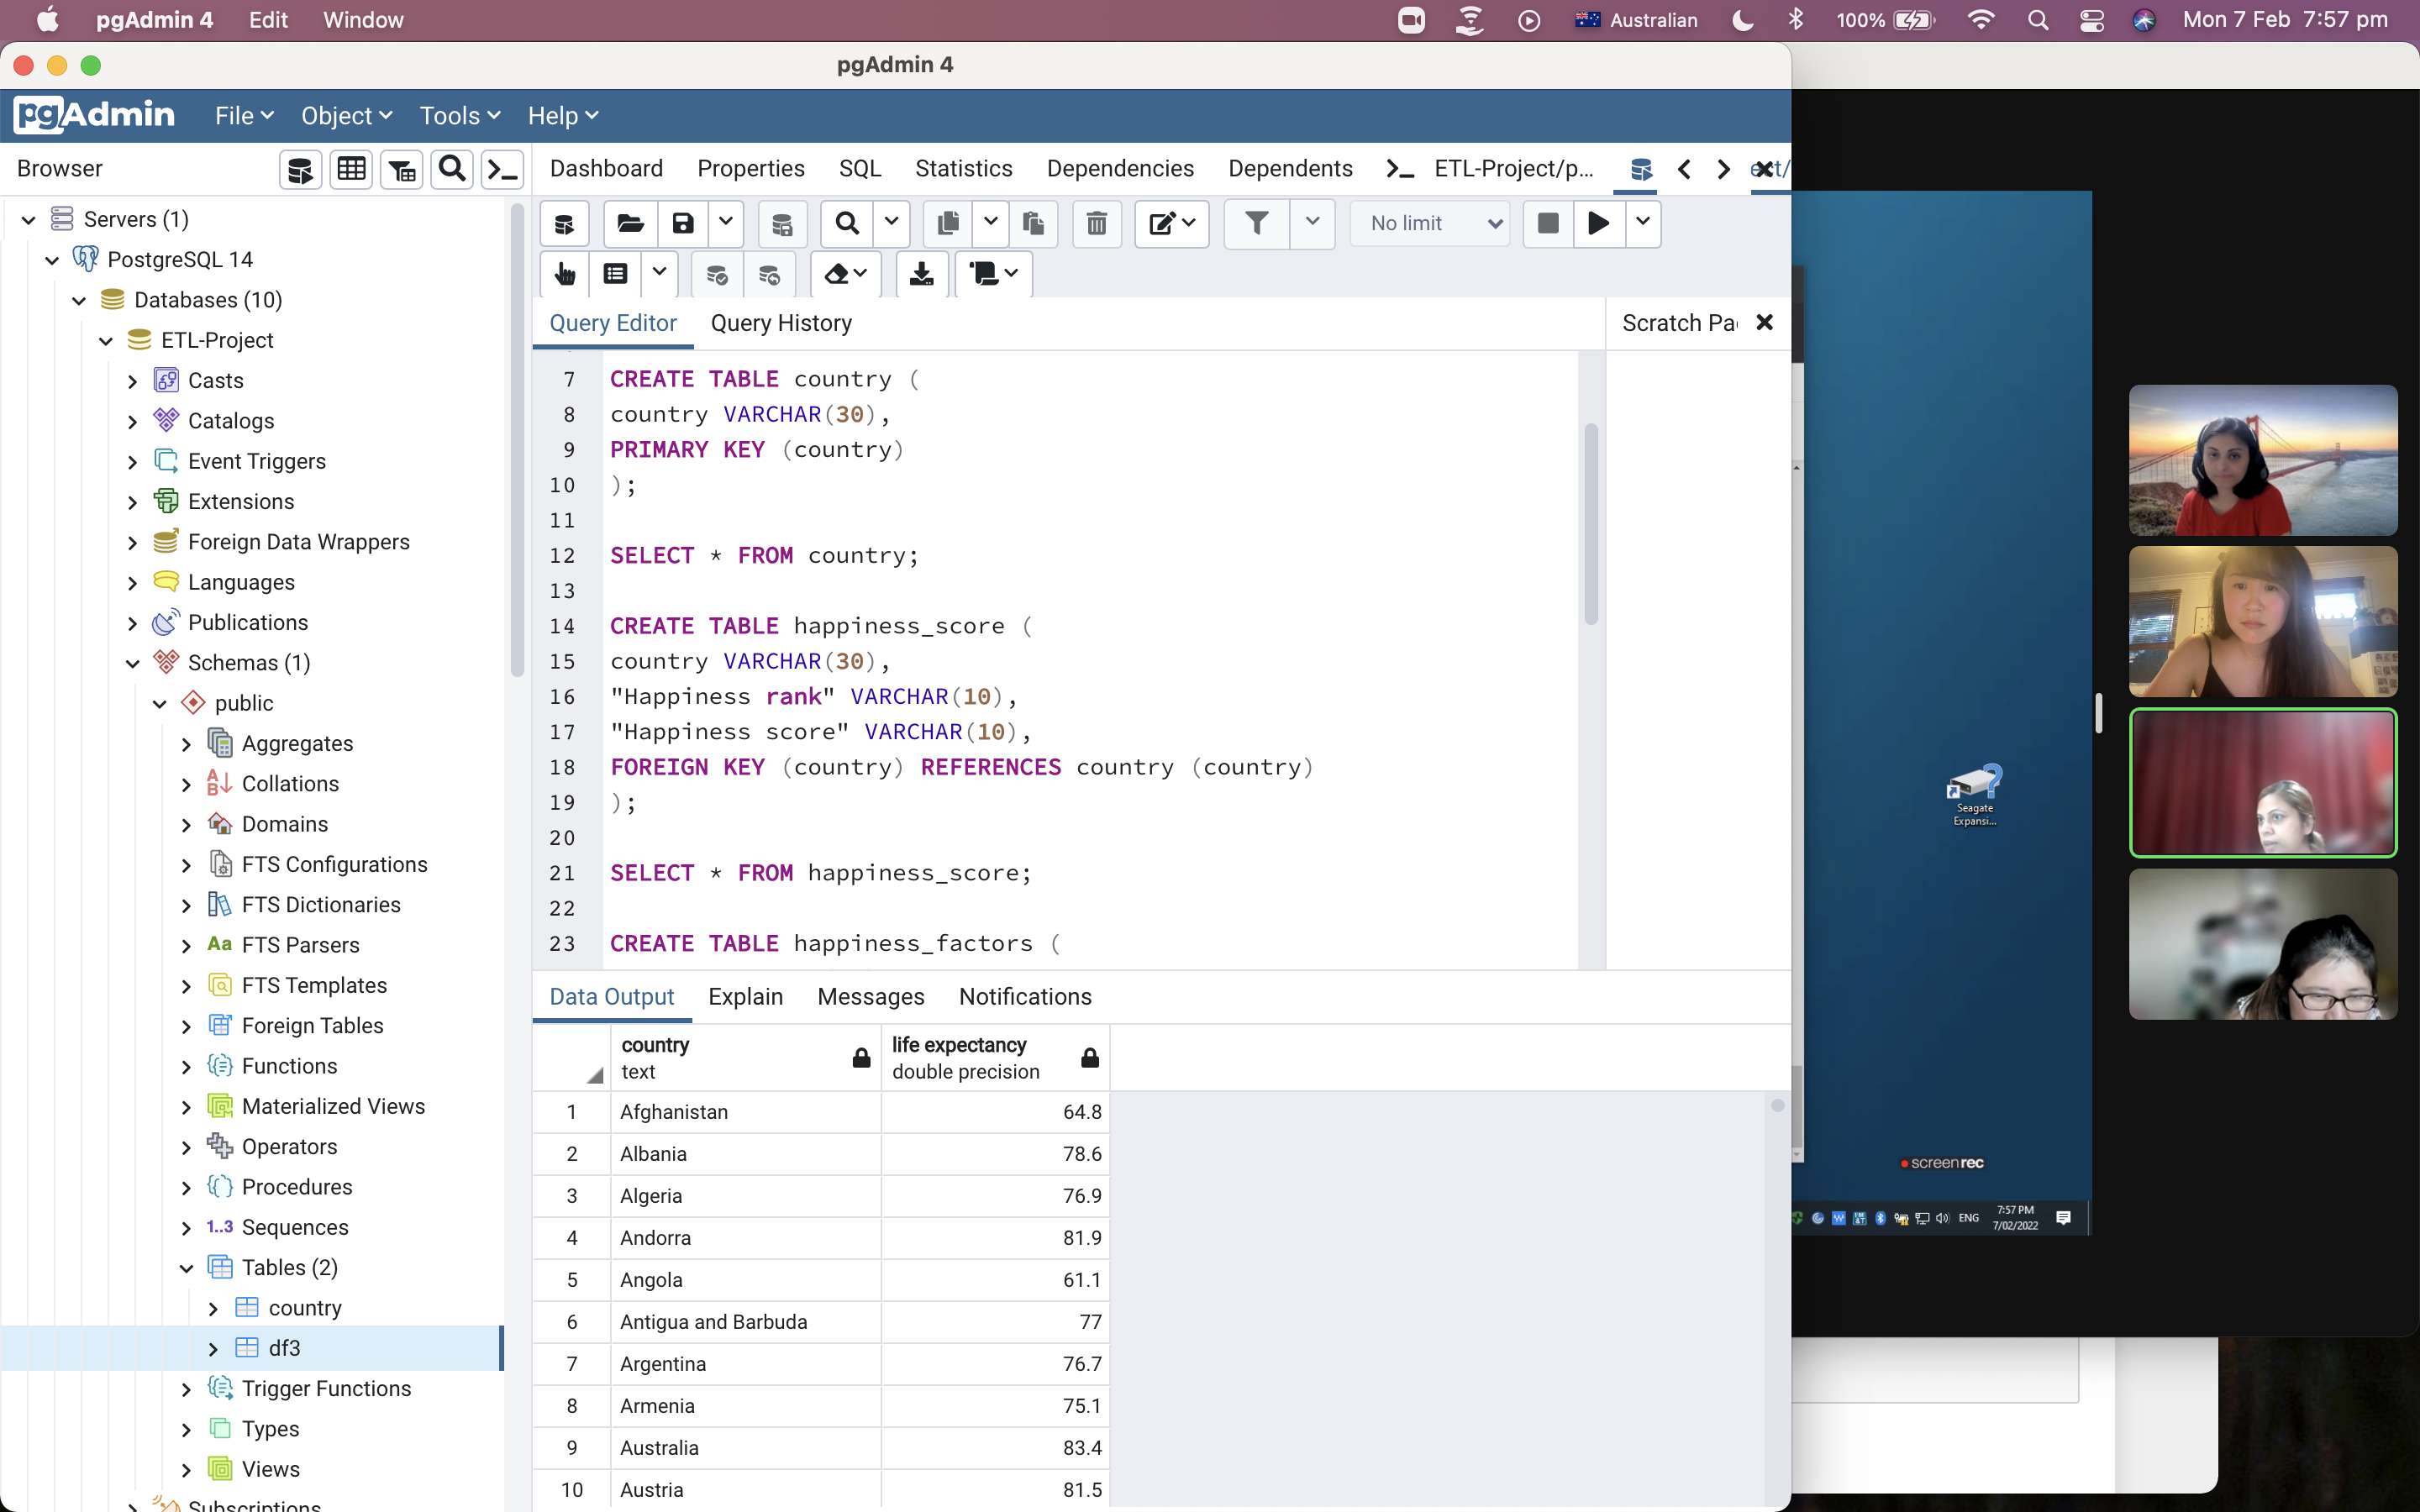 pgAdmin 4 Edit Window Australian 100% Mon 7 Feb 7:57 pm
pgAdmin 4
pgAdmin File Object Tools Help
Browser
Dashboard Properties SQL Statistics Dependencies Dependents ETL-Project/p... ect/
No limit
Query Editor Query History
Scratch Pa
Servers (1)
PostgreSQL 14
Databases (10)
ETL-Project
Casts
Catalogs
Event Triggers
Extensions
Foreign Data Wrappers
Languages
Publications
Schemas (1)
public
Aggregates
Collations
Domains
FTS Configurations
FTS Dictionaries
Aa FTS Parsers
FTS Templates
Foreign Tables
Functions
Materialized Views
Operators
Procedures
1..3 Sequences
Tables (2)
country
df3
Trigger Functions
Types
Views
Subscriptions
7 CREATE TABLE country (
8 country VARCHAR(30),
9 PRIMARY KEY (country)
10 );
11
12 SELECT * FROM country;
13
14 CREATE TABLE happiness_score (
15 country VARCHAR(30),
16 "Happiness rank" VARCHAR(10),
17 "Happiness score" VARCHAR(10),
18 FOREIGN KEY (country) REFERENCES country (country)
19 );
20
21 SELECT * FROM happiness_score;
22
23 CREATE TABLE happiness_factors (
Data Output Explain Messages Notifications
country life expectancy
text double precision
1 Afghanistan 64.8
2 Albania 78.6
3 Algeria 76.9
4 Andorra 81.9
5 Angola 61.1
6 Antigua and Barbuda 77
7 Argentina 76.7
8 Armenia 75.1
9 Australia 83.4
10 Austria 81.5
Seagate
Expansi...
screenrec
ENG
7:57 PM
7/02/2022